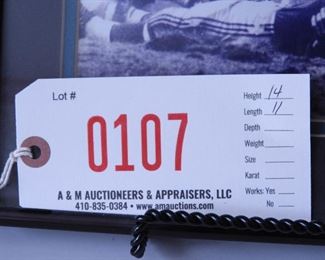 Lot #
0107
Height 14
Length 11
Depth
Weight
Size
Karat
Works: Yes
No
A & M AUCTIONEERS & APPRAISERS, LLC
410-835-0384 • www.amauctions.com